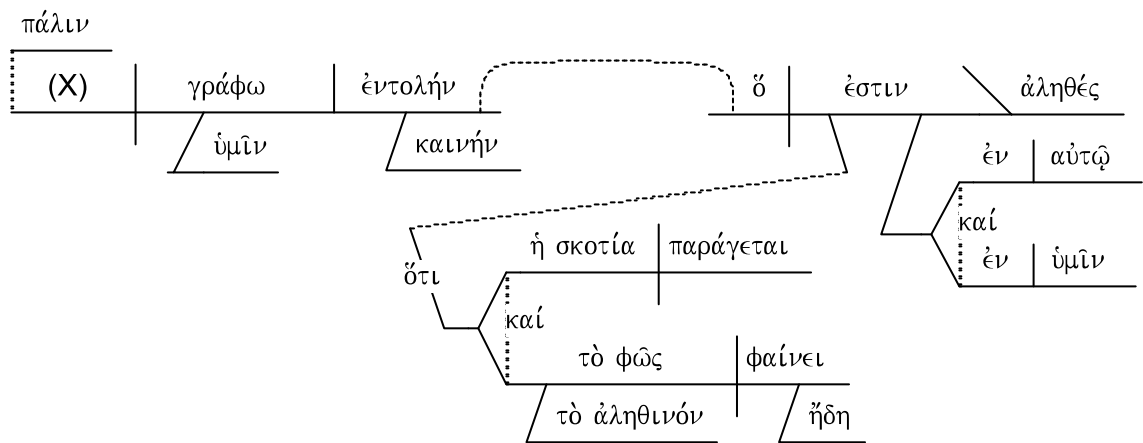 πάλιν
(X) γράφω ἐντολήν ὅ ἐστιν ἀληθές
ὑμῖν καινήν ἐν αὐτῷ
καί
ὅτι ἡ σκοτία παράγεται ἐν ὑμῖν
καί
τὸ φῶς φαίνει
τὸ ἀληθινόν ἤδη